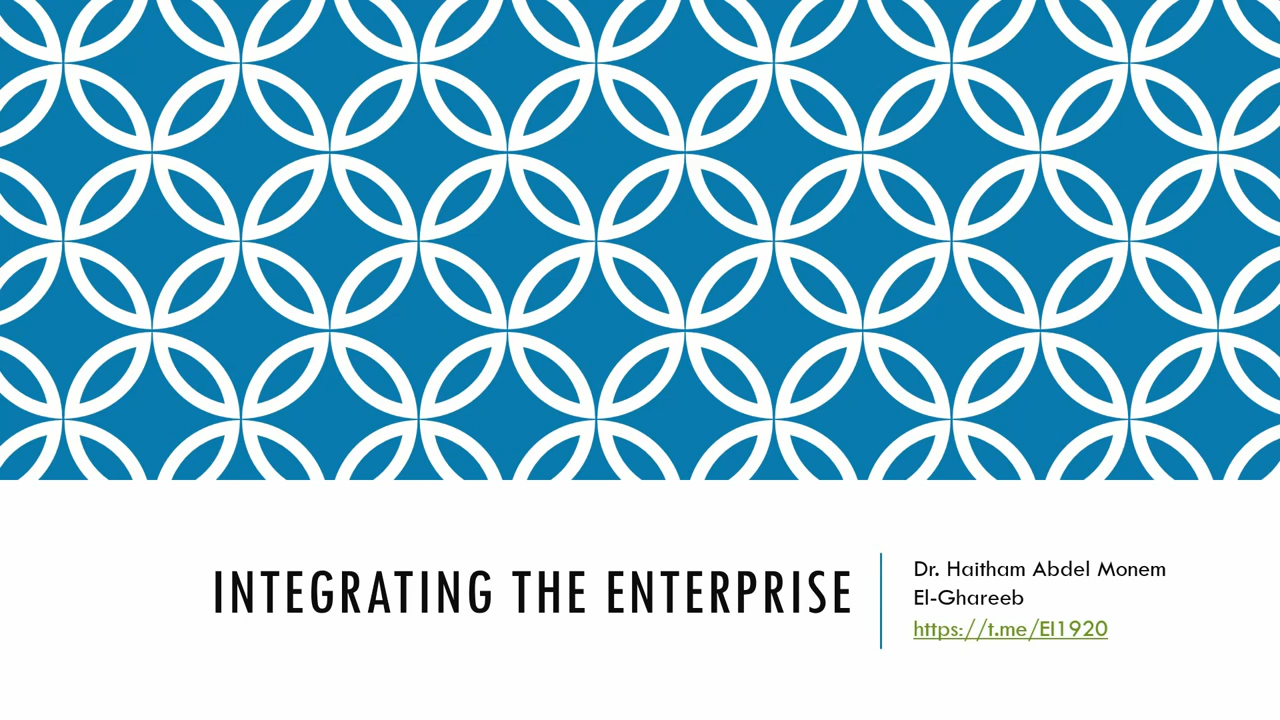 INTEGRATING THE ENTERPRISE
Dr. Haitham Abdel Monem
El-Ghareeb
https://t.me/EI1920